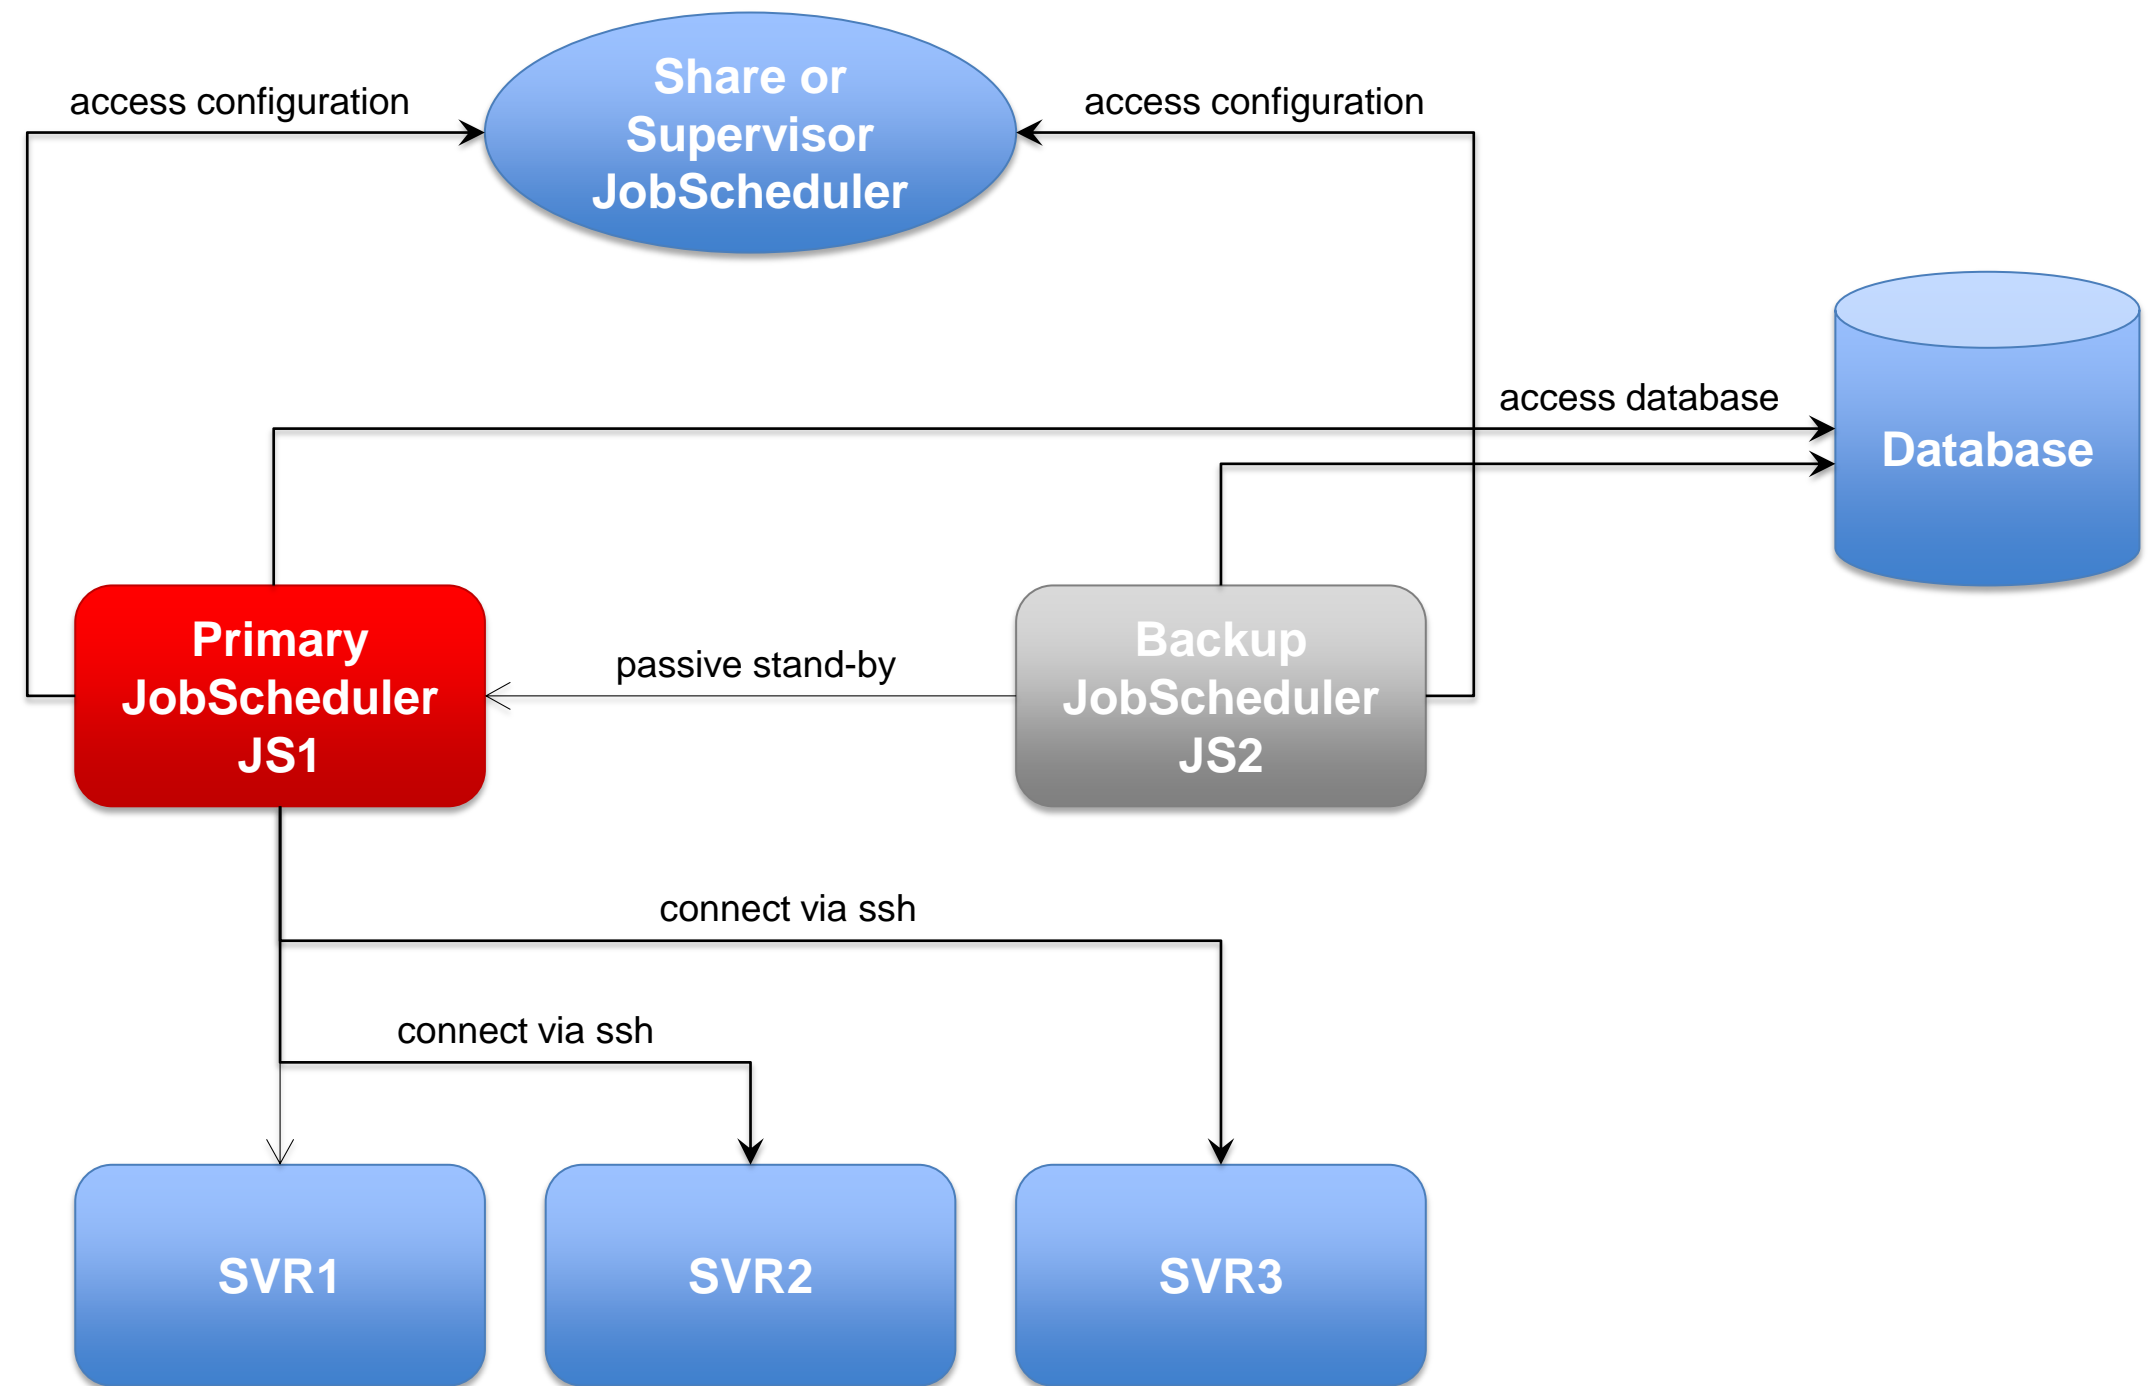 Share or
Supervisor
JobScheduler
access configuration
access configuration
access database
Database
Primary
JobScheduler
JS1
passive stand-by
Backup
JobScheduler
JS2
connect via ssh
connect via ssh
SVR1
SVR2
SVR3